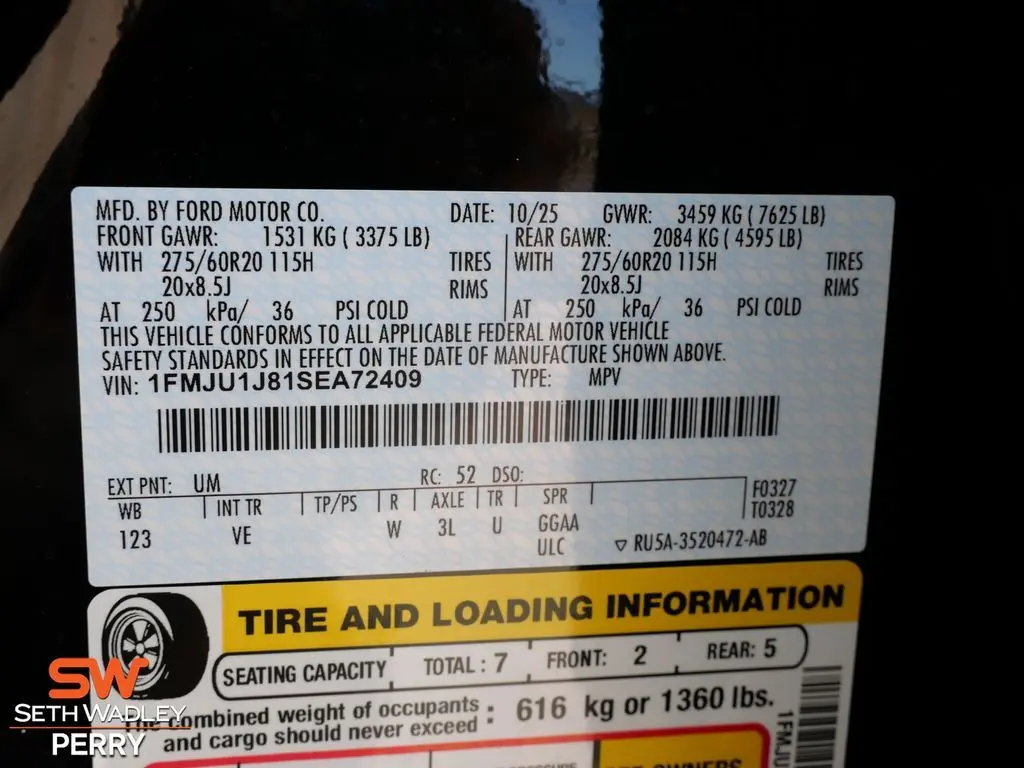 MFD. BY FORD MOTOR CO. DATE: 10/25 GVWR: 3459 KG ( 7625 LB)
FRONT GAWR: 1531 KG ( 3375 LB) REAR GAWR: 2084 KG ( 4595 LB)
WITH 275/60R20 115H TIRES WITH 275/60R20 115H TIRES
20x8.5J RIMS 20x8.5J RIMS
AT 250 kPa/ 36 PSI COLD AT 250 kPa/ 36 PSI COLD
THIS VEHICLE CONFORMS TO ALL APPLICABLE FEDERAL MOTOR VEHICLE
SAFETY STANDARDS IN EFFECT ON THE DATE OF MANUFACTURE SHOWN ABOVE.
VIN: 1FMJU1J81SEA72409 TYPE: MPV
EXT PNT: UM RC: 52 DSO:
WB INT TR TP/PS R AXLE TR SPR F0327
T0328
123 VE W 3L U GGAA
ULC ▽ RU5A-3520472-AB
TIRE AND LOADING INFORMATION
SEATING CAPACITY TOTAL : 7 FRONT: 2 REAR: 5
The combined weight of occupants : 616 kg or 1360 lbs.
and cargo should never exceed
1FMJU
SW
SETH WADLEY
PERRY